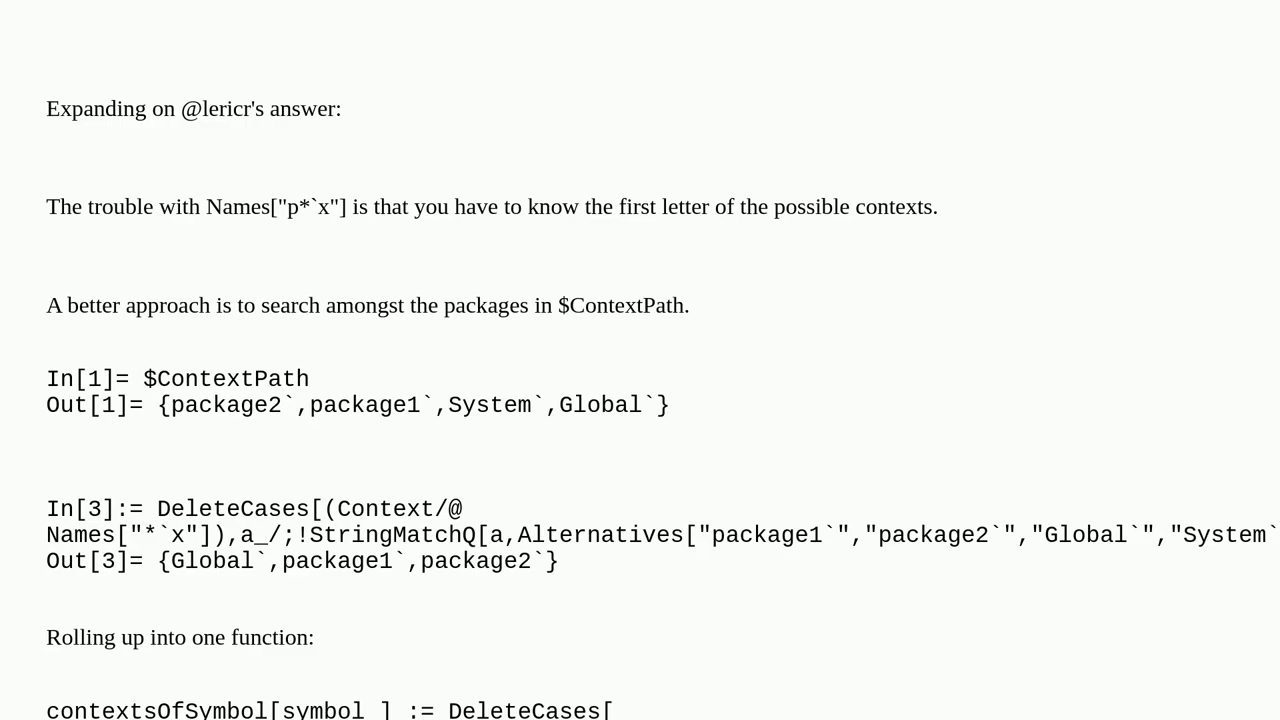 Expanding on @lericr's answer:
The trouble with Names["p*`x"] is that you have to know the first letter of the possible contexts.
A better approach is to search amongst the packages in $ContextPath.
In[1]= $ContextPath
Out[1]= {package2`,package1`,System`,Global`}
In[3]:= DeleteCases[(Context/@
Names["*`x"]),a_/;!StringMatchQ[a,Alternatives["package1`","package2`","Global`","System`
Out[3]= {Global`,package1`,package2`}
Rolling up into one function:
contextsOfSymbol[symbol_] := DeleteCases[